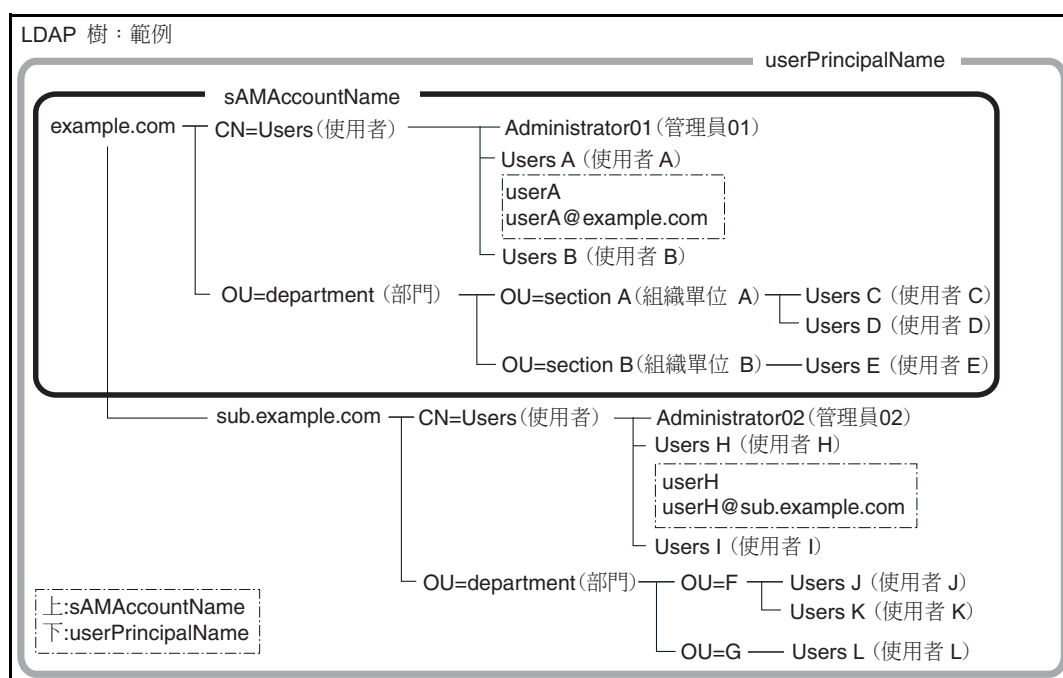 LDAP 樹：範例
userPrincipalName
sAMAccountName
example.com
CN=Users（使用者）
Administrator01（管理員01）
Users A（使用者 A）
userA
userA@example.com
Users B（使用者 B）
OU=department（部門）
OU=section A（組織單位 A）
Users C（使用者 C）
Users D（使用者 D）
OU=section B（組織單位 B）
Users E（使用者 E）
sub.example.com
CN=Users（使用者）
Administrator02（管理員02）
Users H（使用者 H）
userH
userH@sub.example.com
Users I（使用者 I）
OU=department（部門）
OU=F
Users J（使用者 J）
Users K（使用者 K）
OU=G
Users L（使用者 L）
上:sAMAccountName
下:userPrincipalName